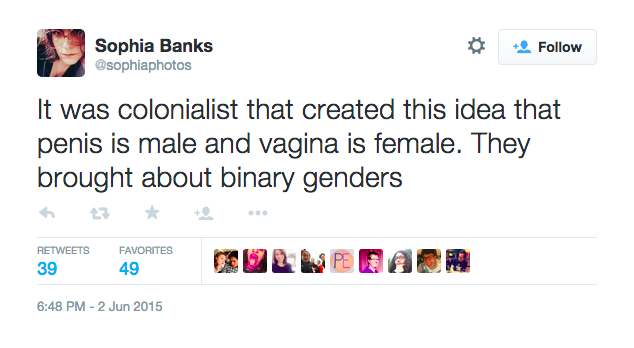 Sophia Banks
@sophiaphotos
Follow
It was colonialist that created this idea that
penis is male and vagina is female. They
brought about binary genders
RETWEETS FAVORITES
39 49
PE
6:48 PM - 2 Jun 2015